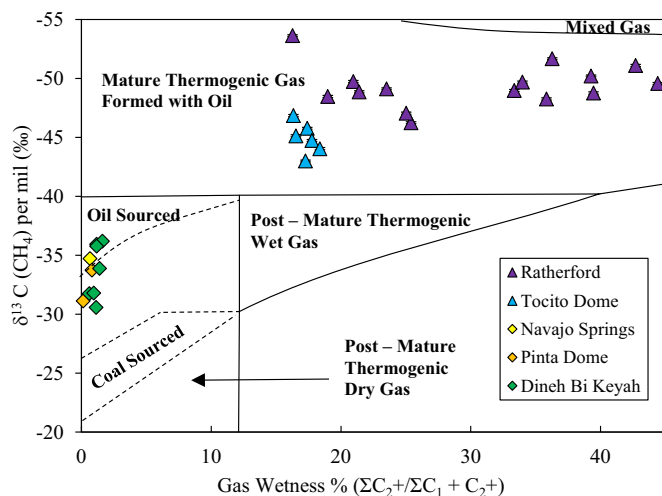 δ¹³ C (CH₄) per mil (‰)
-55
-50
-45
-40
-35
-30
-25
-20
Mixed Gas
Mature Thermogenic Gas
Formed with Oil
Oil Sourced
Post – Mature Thermogenic
Wet Gas
Coal Sourced
Post – Mature
Thermogenic
Dry Gas
Ratherford
Tocito Dome
Navajo Springs
Pinta Dome
Dineh Bi Keyah
0 10 20 30 40
Gas Wetness % (ΣC₂+/ΣC₁ + C₂+)